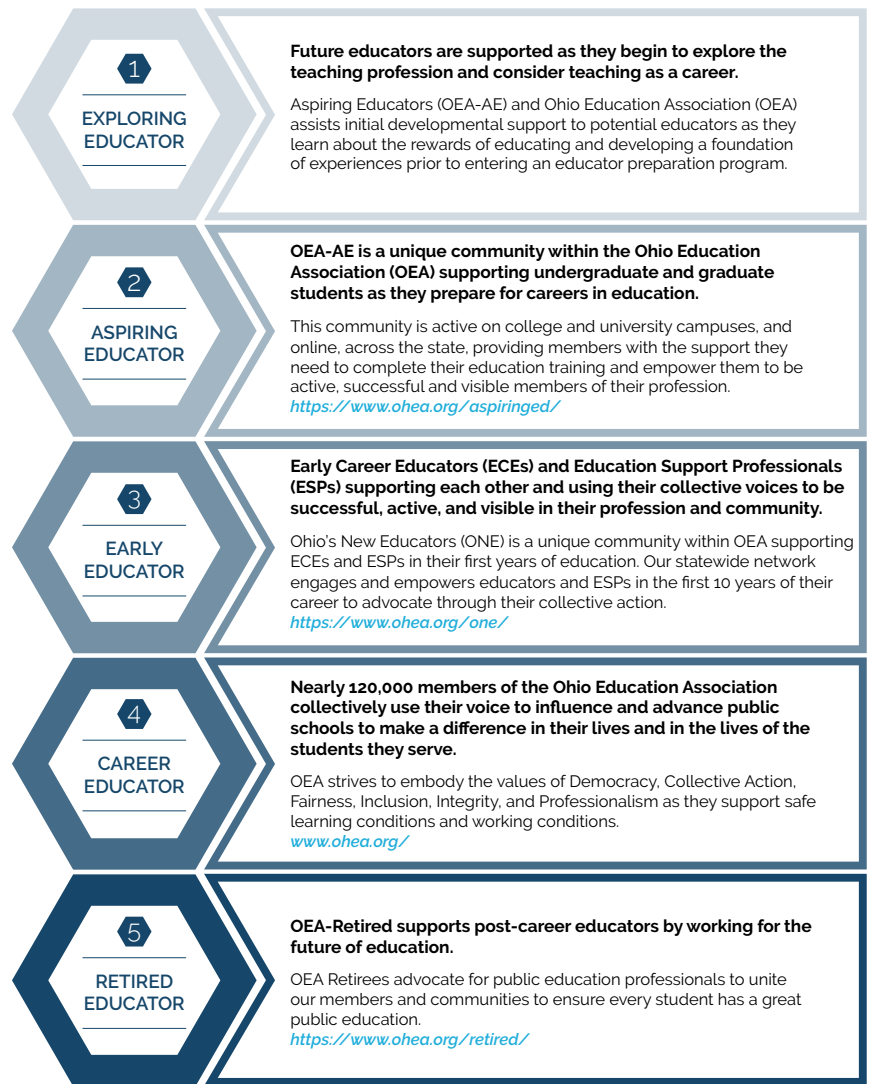 1
EXPLORING
EDUCATOR
Future educators are supported as they begin to explore the
teaching profession and consider teaching as a career.
Aspiring Educators (OEA-AE) and Ohio Education Association (OEA)
assists initial developmental support to potential educators as they
learn about the rewards of educating and developing a foundation
of experiences prior to entering an educator preparation program.
2
ASPIRING
EDUCATOR
OEA-AE is a unique community within the Ohio Education
Association (OEA) supporting undergraduate and graduate
students as they prepare for careers in education.
This community is active on college and university campuses, and
online, across the state, providing members with the support they
need to complete their education training and empower them to be
active, successful and visible members of their profession.
https://www.ohea.org/aspiringed/
3
EARLY
EDUCATOR
Early Career Educators (ECEs) and Education Support Professionals
(ESPs) supporting each other and using their collective voices to be
successful, active, and visible in their profession and community.
Ohio's New Educators (ONE) is a unique community within OEA supporting
ECEs and ESPs in their first years of education. Our statewide network
engages and empowers educators and ESPs in the first 10 years of their
career to advocate through their collective action.
https://www.ohea.org/one/
4
CAREER
EDUCATOR
Nearly 120,000 members of the Ohio Education Association
collectively use their voice to influence and advance public
schools to make a difference in their lives and in the lives of the
students they serve.
OEA strives to embody the values of Democracy, Collective Action,
Fairness, Inclusion, Integrity, and Professionalism as they support safe
learning conditions and working conditions.
www.ohea.org/
5
RETIRED
EDUCATOR
OEA-Retired supports post-career educators by working for the
future of education.
OEA Retirees advocate for public education professionals to unite
our members and communities to ensure every student has a great
public education.
https://www.ohea.org/retired/